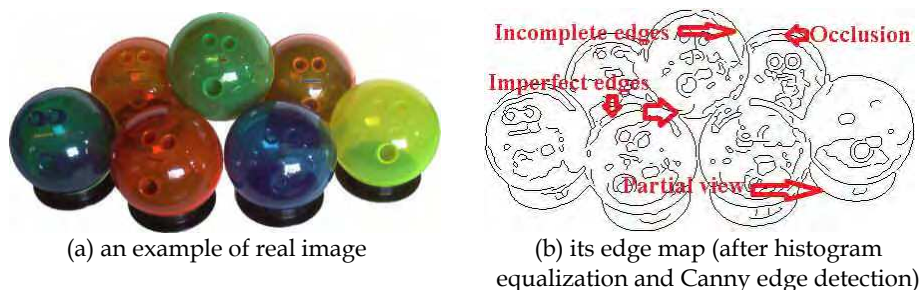 Incomplete edges
Occlusion
Imperfect edges
Partial view
(a) an example of real image
(b) its edge map (after histogram
equalization and Canny edge detection)